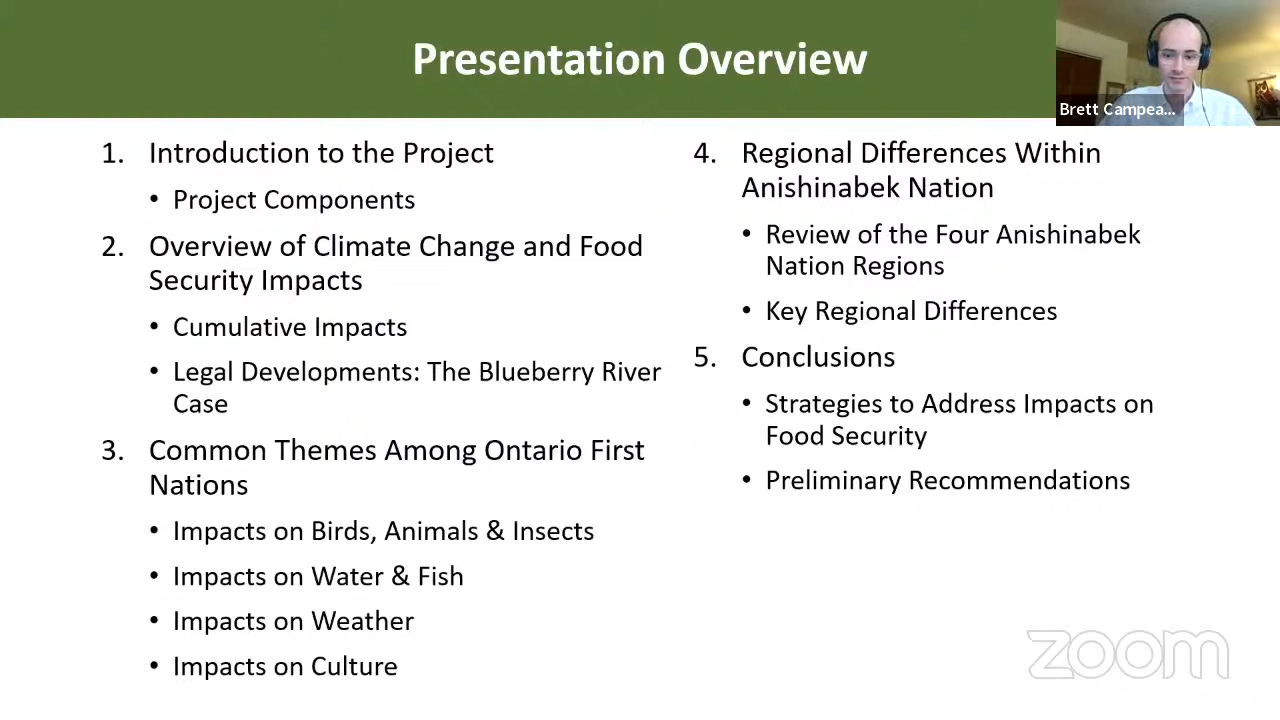 Presentation Overview
Brett Campea...
1. Introduction to the Project
• Project Components
2. Overview of Climate Change and Food
Security Impacts
• Cumulative Impacts
• Legal Developments: The Blueberry River
Case
3. Common Themes Among Ontario First
Nations
• Impacts on Birds, Animals & Insects
• Impacts on Water & Fish
• Impacts on Weather
• Impacts on Culture
4. Regional Differences Within
Anishinabek Nation
• Review of the Four Anishinabek
Nation Regions
• Key Regional Differences
5. Conclusions
• Strategies to Address Impacts on
Food Security
• Preliminary Recommendations
zoom